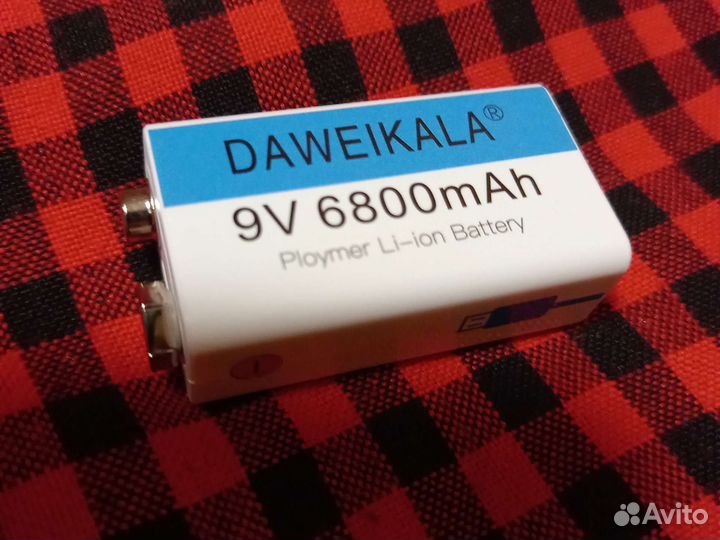 DAWEIKALA®
9V 6800mAh
Ploymer Li-ion Battery
Avito